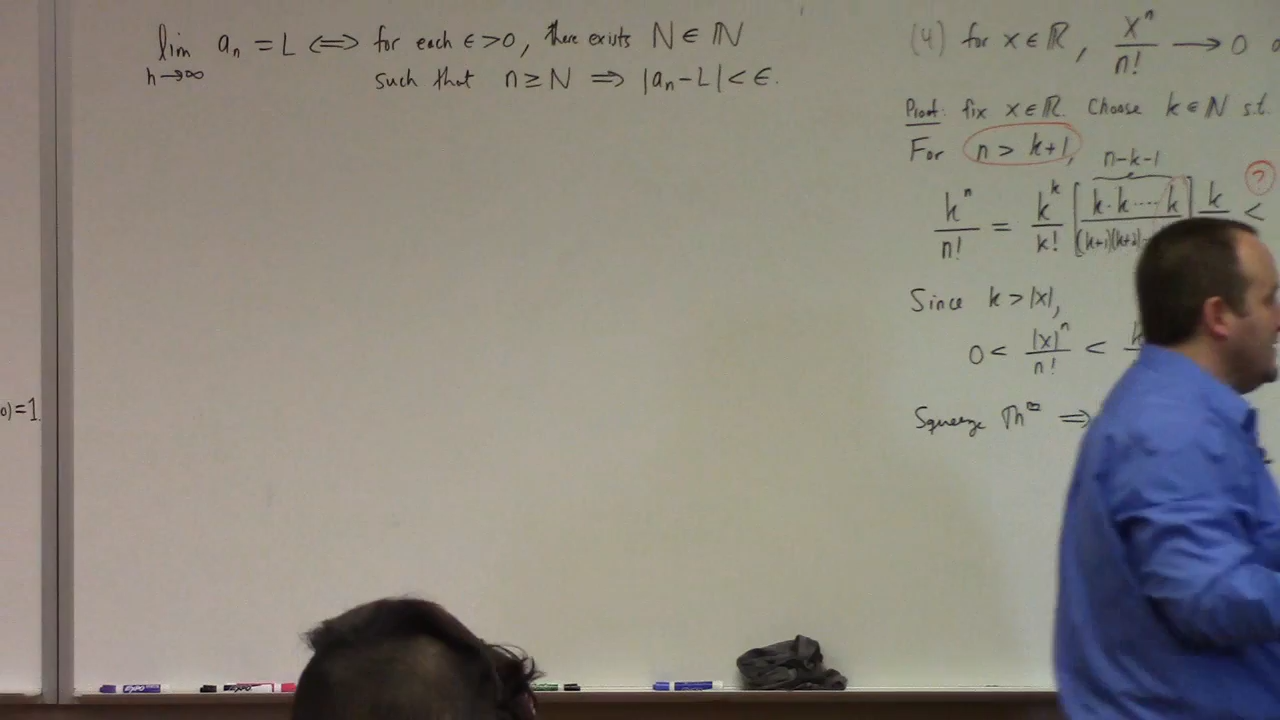 lim a_n = L ⟺ for each ϵ>0, there exists N ∈ ℕ
n→∞ such that n ≥ N ⟹ |a_n - L| < ϵ.
(4) for x ∈ ℝ, x^n/n! → 0
Proof: fix x ∈ ℝ. Choose k ∈ ℕ s.t.
For n > k+1,
n-k-1
k^n/n! = k^k/k! [k·k·····k/(k+1)(k+2)] k <
?
Since k > |x|,
0 < |x|^n/n! <
Squeeze Th^m ⟹
o)=1.